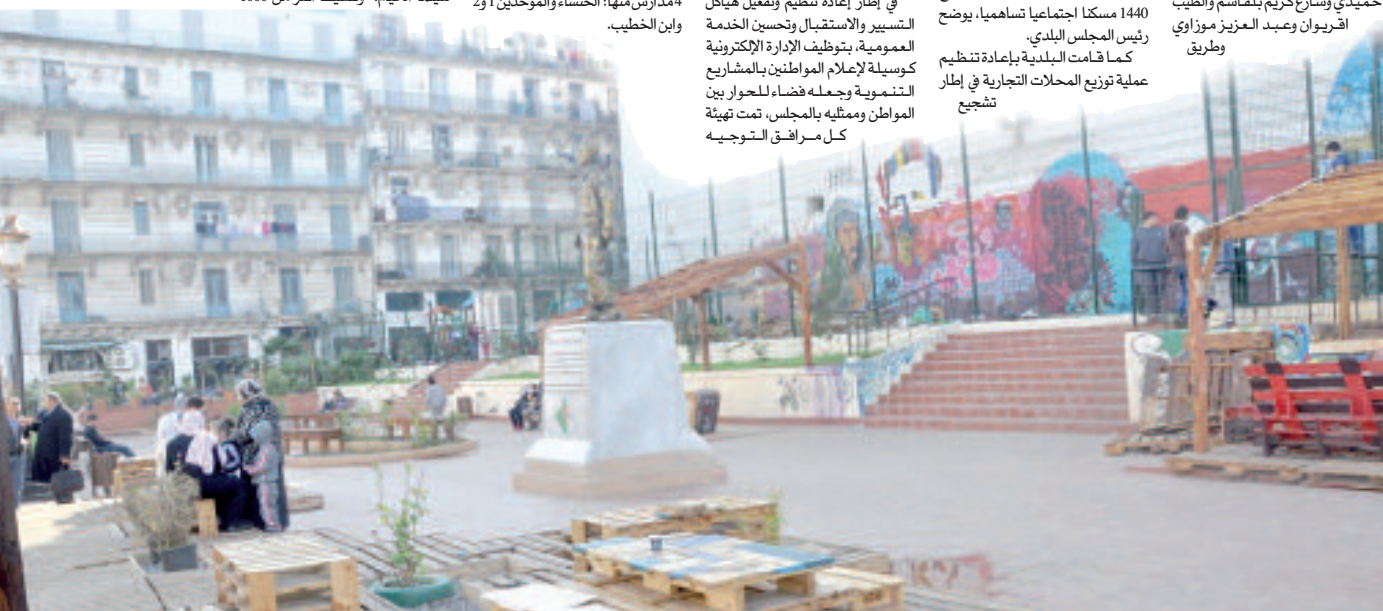 حميدي وشارع كريم بلقاسم والطيب
اقريوان وعبد العزيز موزاوي
وطريق
1440 مسكنا اجتماعيا تساهميا، يوضح
رئيس المجلس البلدي.
كما قامت البلدية بإعادة تنظيم
عملية توزيع المحلات التجارية في إطار
تشجيع
في إطار إعادة تنظيم وتفعيل هياكل
التسيير والاستقبال وتحسين الخدمة
العمومية، بتوظيف الإدارة الإلكترونية
كوسيلة لإعلام المواطنين بالمشاريع
التنموية وجعله فضاء للحوار بين
المواطن وممثليه بالمجلس، تمت تهيئة
كل مرافق التوجيه
4 مدارس منها: الخنساء والموحدين 1 و2
وابن الخطيب.